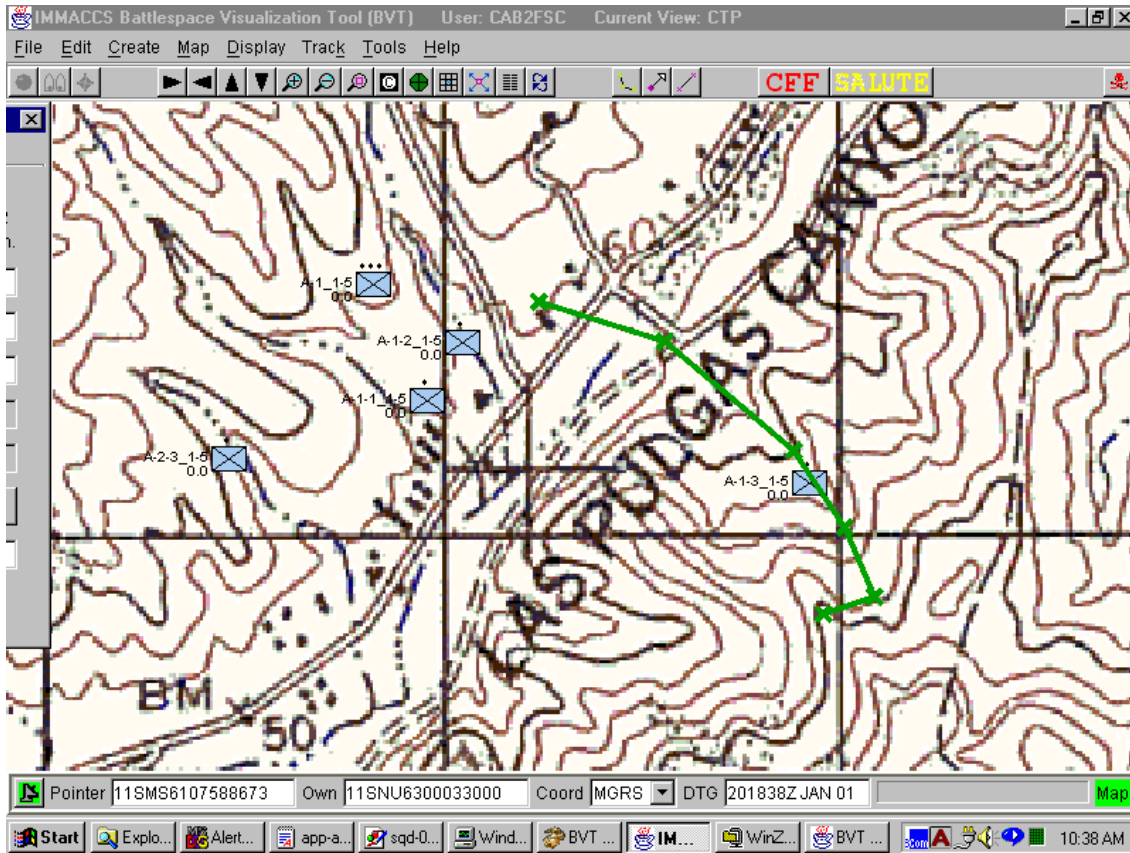 IMMACCS Battlespace Visualization Tool (BVT) User: CAB2FSC Current View: CTP
File Edit Create Map Display Track Tools Help
C CFF SALUTE
60
A-1_1-5
0.0
A-1-2_1-5
0.0
A-1-1_1-5
0.0
A-2-3_1-5
0.0
A-1-3_1-5
0.0
LAS PULGAS CANYON
BM
50
Pointer 11SMS6107588673 Own 11SNU6300033000 Coord MGRS DTG 201838Z JAN 01 Map
Start Explo... Alert... app-a... sqd-0... Wind... BVT ... IM... WinZ... BVT ... 3Com A 10:38 AM